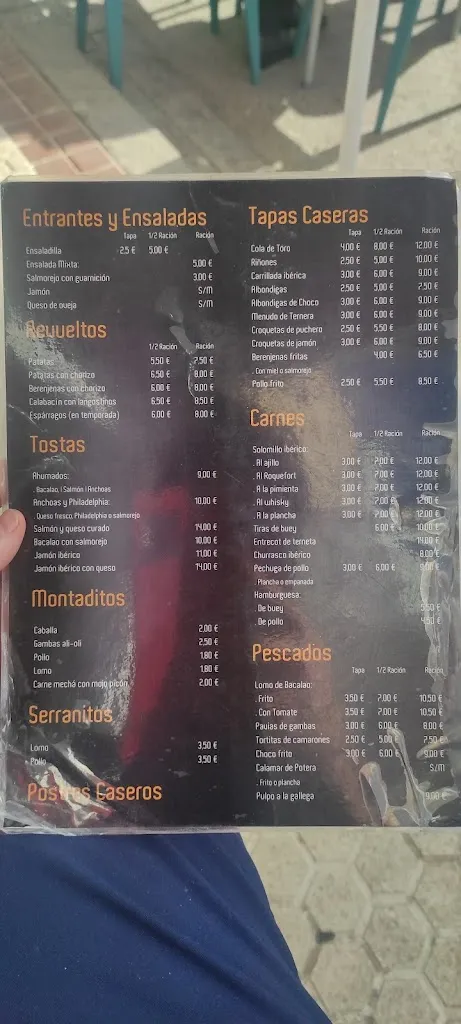 Entrantes y Ensaladas
Tapa 1/2 Ración Ración
Ensaladilla 2,5 € 5,00 €
Ensalada Mixta: 5,00 €
Salmorejo con guarnición 3,00 €
Jamón S/M
Queso de oveja S/M
Revueltos
1/2 Ración Ración
Patatas 5,50 € 7,50 €
Patatas con chorizo 6,00 € 8,00 €
Berenjenas con chorizo 6,00 € 8,00 €
Calabacín con langostinos 6,50 € 8,50 €
Espárragos (en temporada) 6,00 € 8,00 €
Tostas
Ahumados: 9,00 €
. Bacalao, | Salmón | Anchoas
Anchoas y Philadelphia: 10,00 €
. Queso fresco, Philadelphia o salmorejo
Salmón y queso curado 14,00 €
Bacalao con salmorejo 10,00 €
Jamón ibérico 11,00 €
Jamón ibérico con queso 14,00 €
Montaditos
Caballa 2,00 €
Gambas ali-oli 2,50 €
Pollo 1,80 €
Lomo 1,80 €
Carne mechá con mojo picón 2,00 €
Serranitos
Lomo 3,50 €
Pollo 3,50 €
Postres Caseros
Tapas Caseras
Tapa 1/2 Ración Ración
Cola de Toro 4,00 € 8,00 € 12,00 €
Riñones 2,50 € 5,00 € 10,00 €
Carrillada ibérica 3,00 € 6,00 € 9,00 €
Albondigas 2,50 € 5,00 € 7,50 €
Albondigas de Choco 3,00 € 6,00 € 9,00 €
Menudo de Ternera 3,00 € 6,00 € 9,00 €
Croquetas de puchero 2,50 € 5,50 € 8,00 €
Croquetas de jamón 3,00 € 6,00 € 9,00 €
Berenjenas fritas 4,00 € 6,50 €
. Con miel o salmorejo
Pollo frito 2,50 € 5,50 € 8,50 €
Carnes
Tapa 1/2 Ración Ración
Solomillo ibérico:
. Al ajillo 3,00 € 7,00 € 12,00 €
. Al Roquefort 3,00 € 7,00 € 12,00 €
. A la pimienta 3,00 € 7,00 € 12,00 €
. Al whisky 3,00 € 7,00 € 12,00 €
. A la plancha 3,00 € 7,00 € 12,00 €
Tiras de buey 6,00 € 10,00 €
Entrecot de ternera
Churrasco ibérico 8,00 €
Pechuga de pollo 3,00 € 6,00 € 9,00 €
. Plancha o empanada
Hamburguesa:
. De buey 5,50 €
. De pollo 4,50 €
Pescados
Tapa 1/2 Ración Ración
Lomo de Bacalao:
. Frito 3,50 € 7,00 € 10,50 €
. Con Tomate 3,50 € 7,00 € 10,50 €
Pavias de gambas 3,00 € 6,00 € 8,00 €
Tortitas de camarones 2,50 € 5,00 € 7,50 €
Choco frito 3,00 € 6,00 € 9,00 €
Calamar de Potera S/M
. Frito o plancha
Pulpo a la gallega 9,00 €